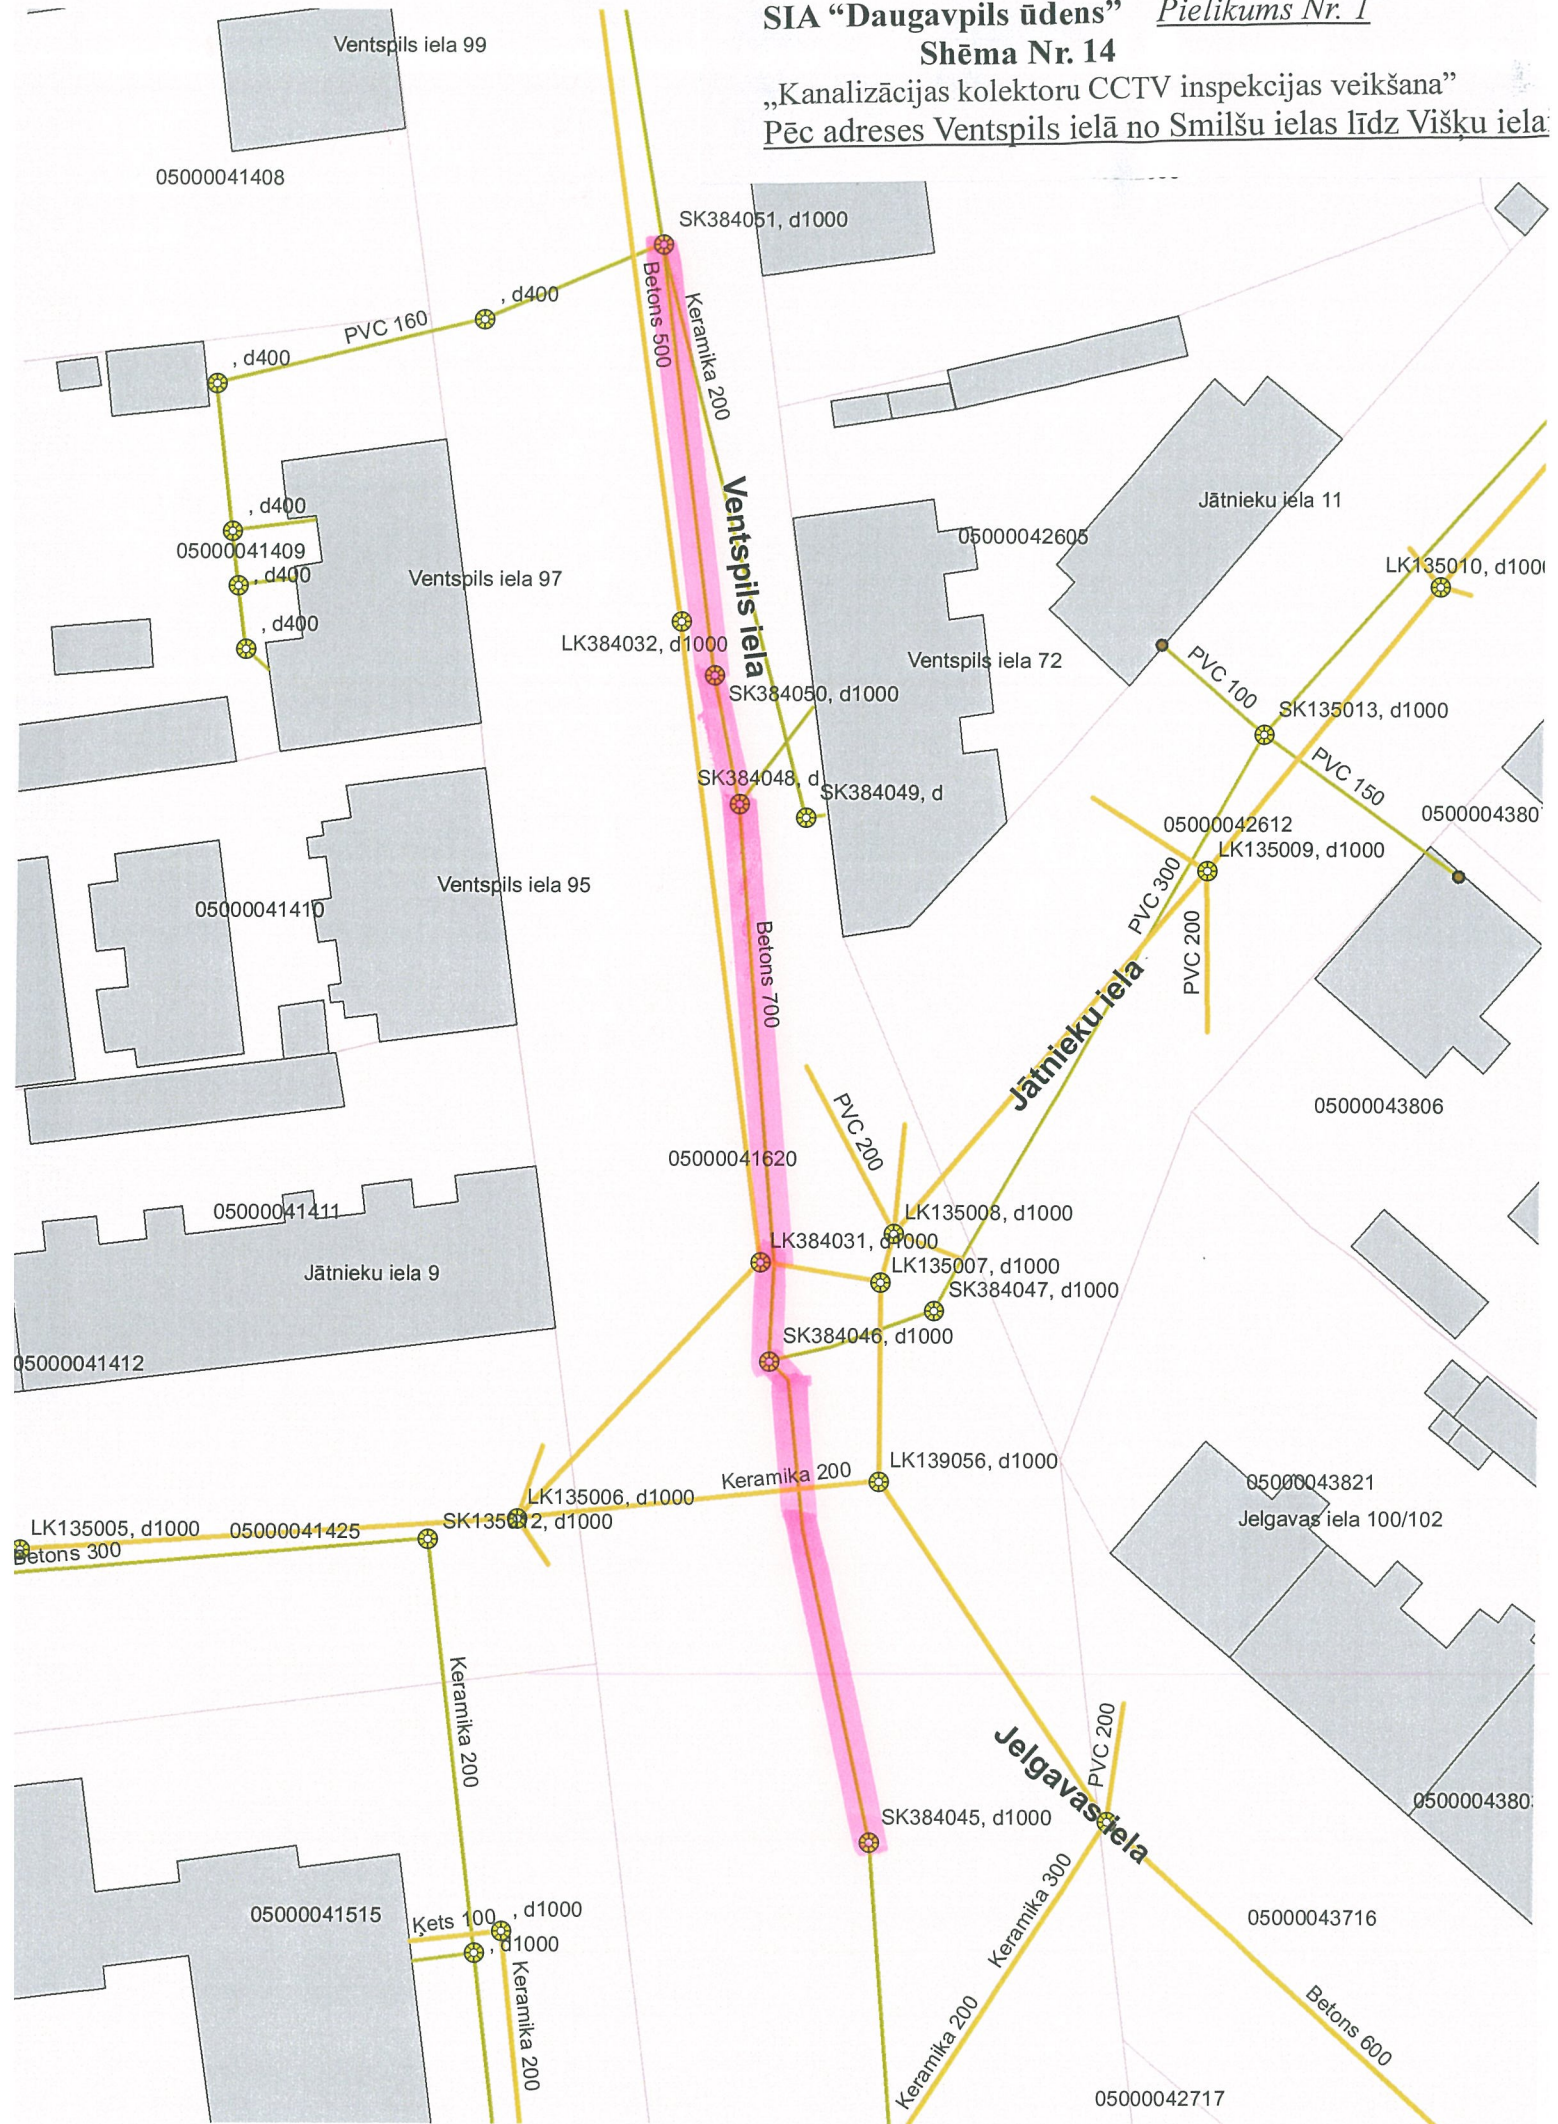 SIA “Daugavpils ūdens” Pielikums Nr. 1
Shēma Nr. 14
„Kanalizācijas kolektoru CCTV inspekcijas veikšana”
Pēc adreses Ventspils ielā no Smilšu ielas līdz Višķu iela
Ventspils iela 99
05000041408
SK384051, d1000
, d400
PVC 160
, d400
Betons 500
Keramika 200
, d400
05000041409
, d400
, d400
Ventspils iela 97
Ventspils iela
LK384032, d1000
SK384050, d1000
SK384048, d
SK384049, d
05000042605
Ventspils iela 72
Jātnieku iela 11
LK135010, d100
PVC 100
SK135013, d1000
PVC 150
0500004380
05000042612
LK135009, d1000
PVC 300
PVC 200
05000041410
Ventspils iela 95
Betons 700
Jātnieku iela
05000043806
PVC 200
05000041620
05000041411
Jātnieku iela 9
LK135008, d1000
LK384031, d1000
LK135007, d1000
SK384047, d1000
SK384046, d1000
05000041412
Keramika 200
LK139056, d1000
LK135006, d1000
LK135005, d1000
05000041425
SK135012, d1000
Betons 300
05000043821
Jelgavas iela 100/102
Keramika 200
PVC 200
Jelgavas iela
SK384045, d1000
0500004380
05000041515
Ķets 100
, d1000
, d1000
Keramika 200
Keramika 300
Keramika 200
05000043716
Betons 600
05000042717